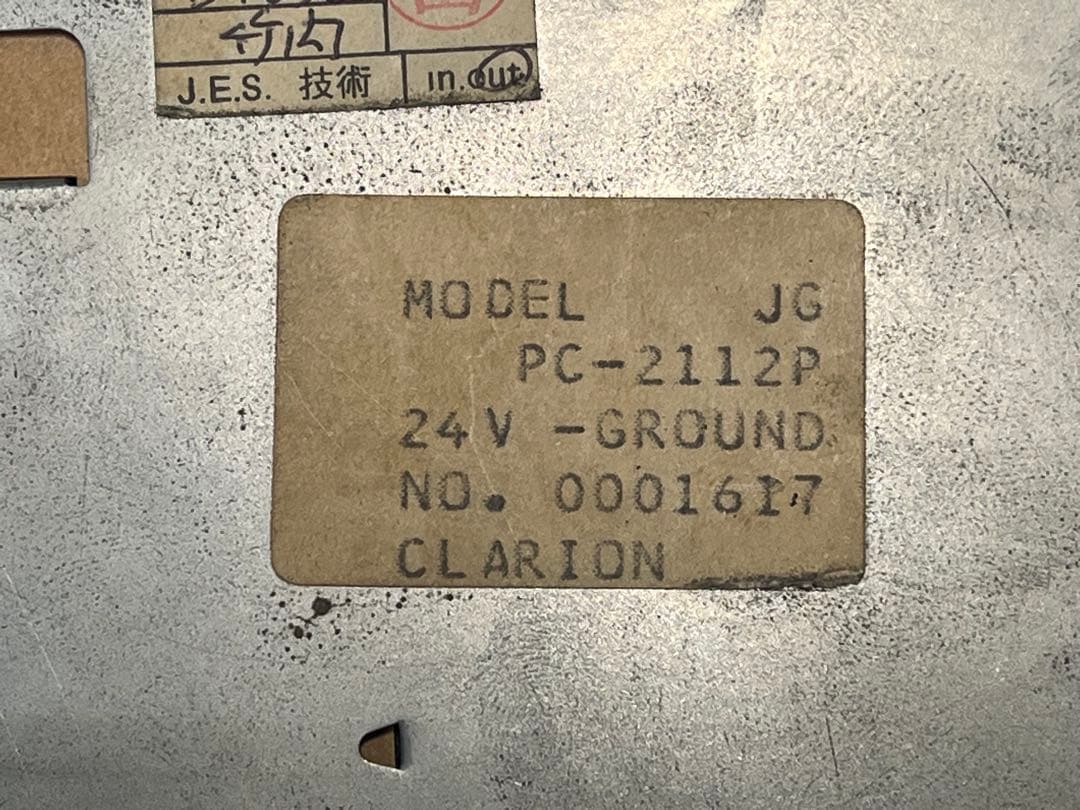 竹内
J.E.S. 技術 in.out
MODEL JG
PC-2112P
24V -GROUND
NO. 0001617
CLARION